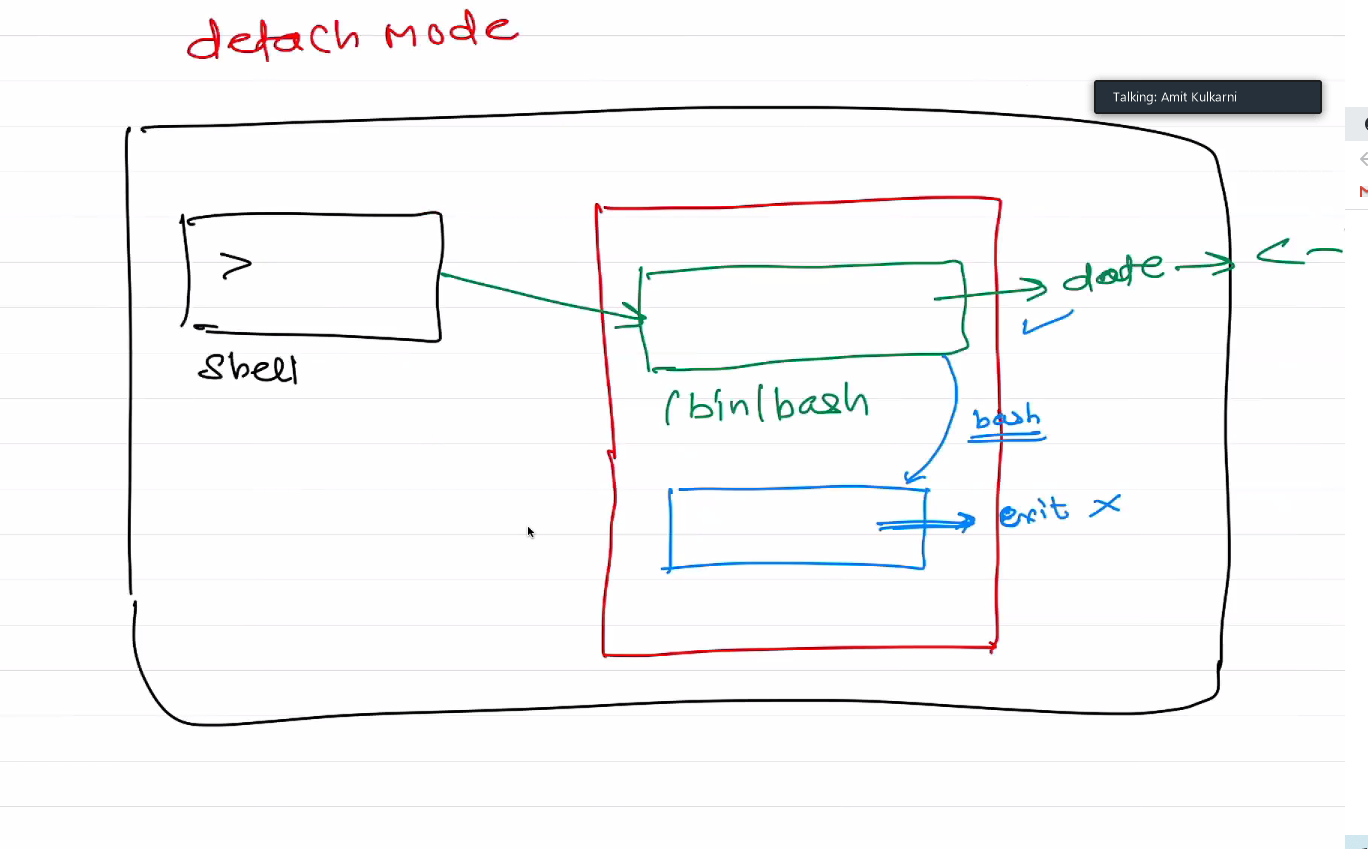 detach mode
Talking: Amit Kulkarni
>
date
Shell
/bin/bash
bash
exit x